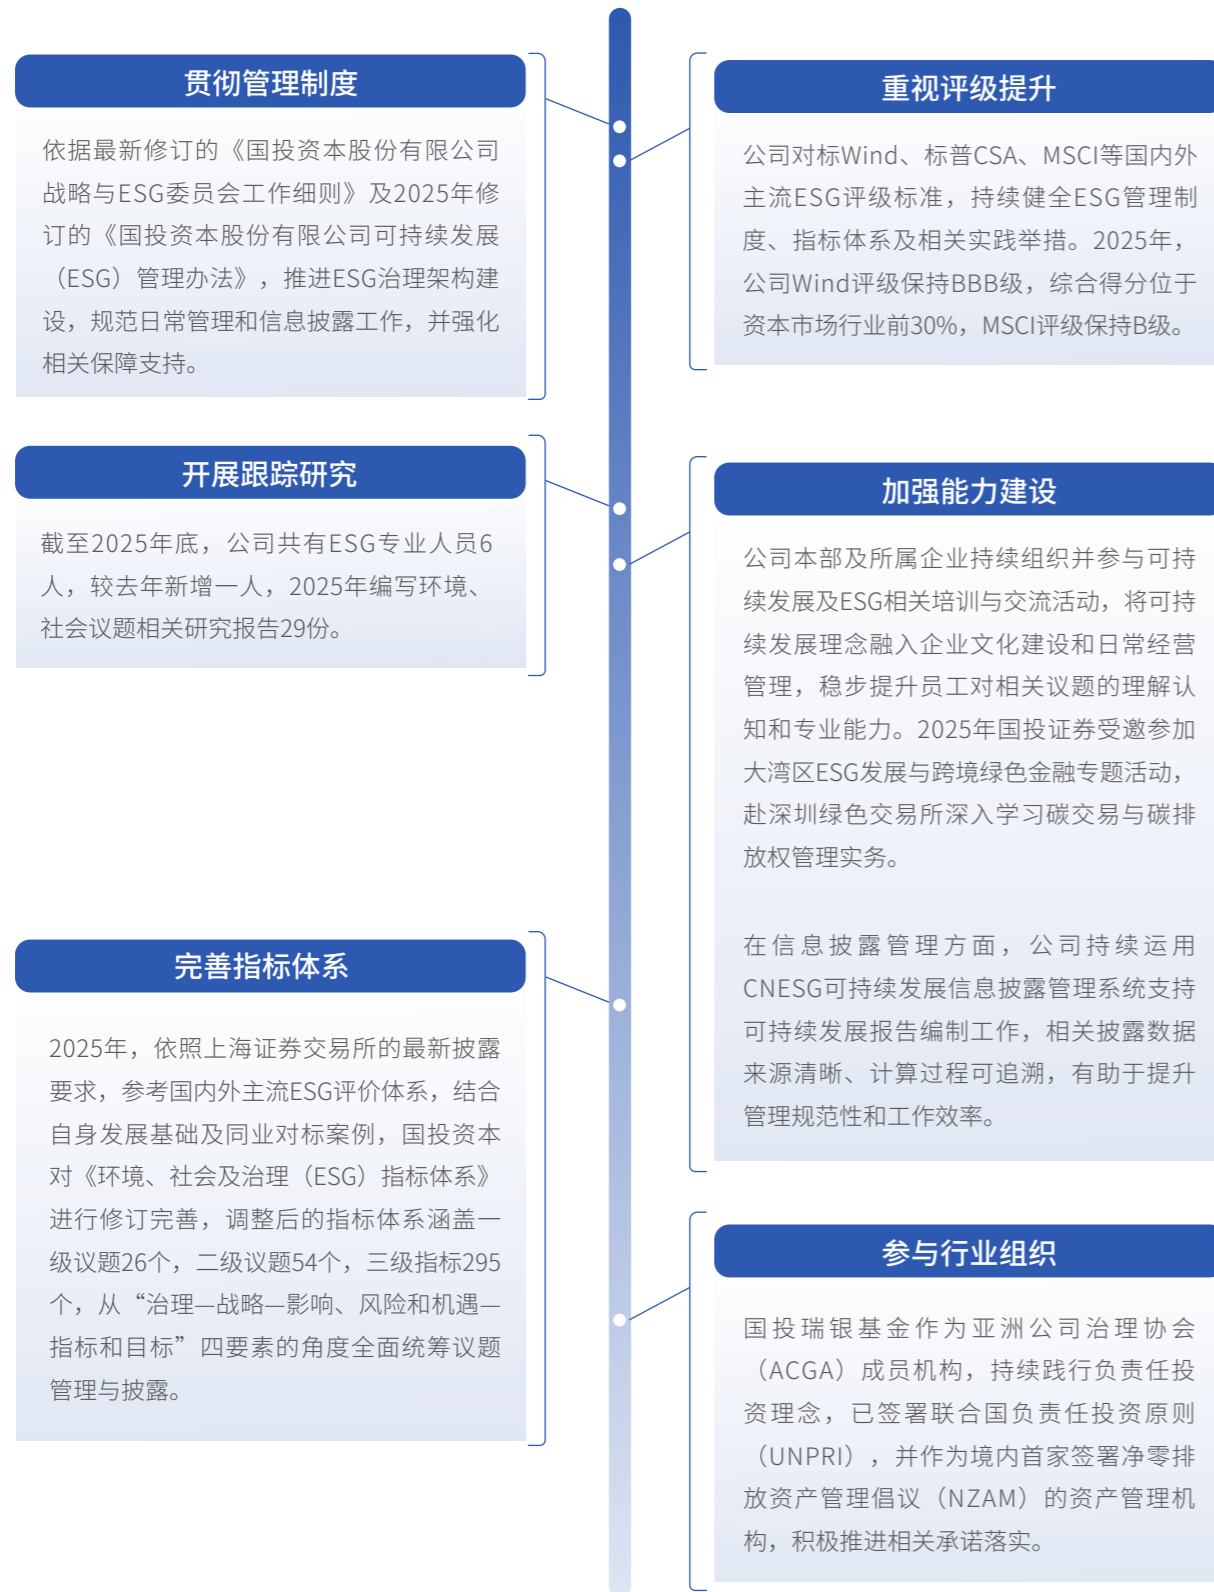 贯彻管理制度
依据最新修订的《国投资本股份有限公司
战略与ESG委员会工作细则》及2025年修
订的《国投资本股份有限公司可持续发展
（ESG）管理办法》，推进ESG治理架构建
设，规范日常管理和信息披露工作，并强化
相关保障支持。
重视评级提升
公司对标Wind、标普CSA、MSCI等国内外
主流ESG评级标准，持续健全ESG管理制
度、指标体系及相关实践举措。2025年，
公司Wind评级保持BBB级，综合得分位于
资本市场行业前30%，MSCI评级保持B级。
开展跟踪研究
截至2025年底，公司共有ESG专业人员6
人，较去年新增一人，2025年编写环境、
社会议题相关研究报告29份。
加强能力建设
公司本部及所属企业持续组织并参与可持
续发展及ESG相关培训与交流活动，将可持
续发展理念融入企业文化建设和日常经营
管理，稳步提升员工对相关议题的理解认
知和专业能力。2025年国投证券受邀参加
大湾区ESG发展与跨境绿色金融专题活动，
赴深圳绿色交易所深入学习碳交易与碳排
放权管理实务。
在信息披露管理方面，公司持续运用
CNESG可持续发展信息披露管理系统支持
可持续发展报告编制工作，相关披露数据
来源清晰、计算过程可追溯，有助于提升
管理规范性和工作效率。
完善指标体系
2025年，依照上海证券交易所的最新披露
要求，参考国内外主流ESG评价体系，结合
自身发展基础及同业对标案例，国投资本
对《环境、社会及治理（ESG）指标体系》
进行修订完善，调整后的指标体系涵盖一
级议题26个，二级议题54个，三级指标295
个，从“治理—战略—影响、风险和机遇—
指标和目标”四要素的角度全面统筹议题
管理与披露。
参与行业组织
国投瑞银基金作为亚洲公司治理协会
（ACGA）成员机构，持续践行负责任投
资理念，已签署联合国负责任投资原则
（UNPRI），并作为境内首家签署净零排
放资产管理倡议（NZAM）的资产管理机
构，积极推进相关承诺落实。